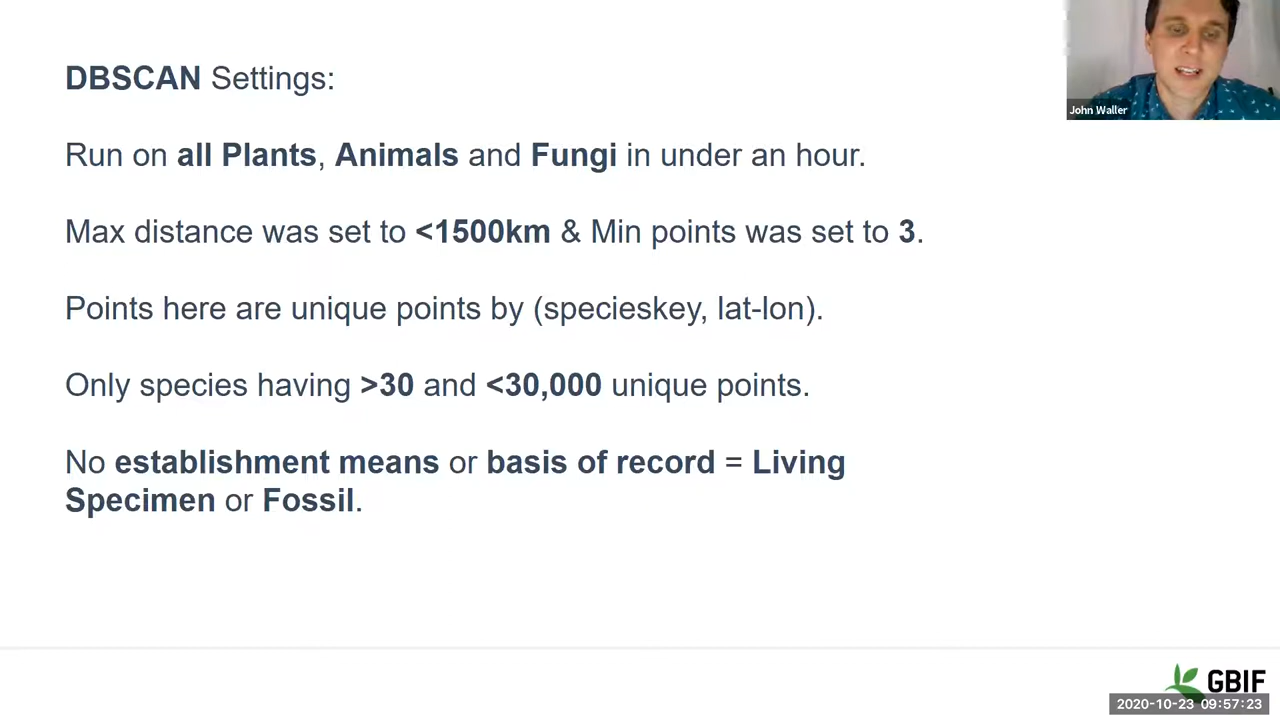 DBSCAN Settings:
Run on all Plants, Animals and Fungi in under an hour.
Max distance was set to <1500km & Min points was set to 3.
Points here are unique points by (specieskey, lat-lon).
Only species having >30 and <30,000 unique points.
No establishment means or basis of record = Living
Specimen or Fossil.
John Waller
GBIF
2020-10-23 09:57:23